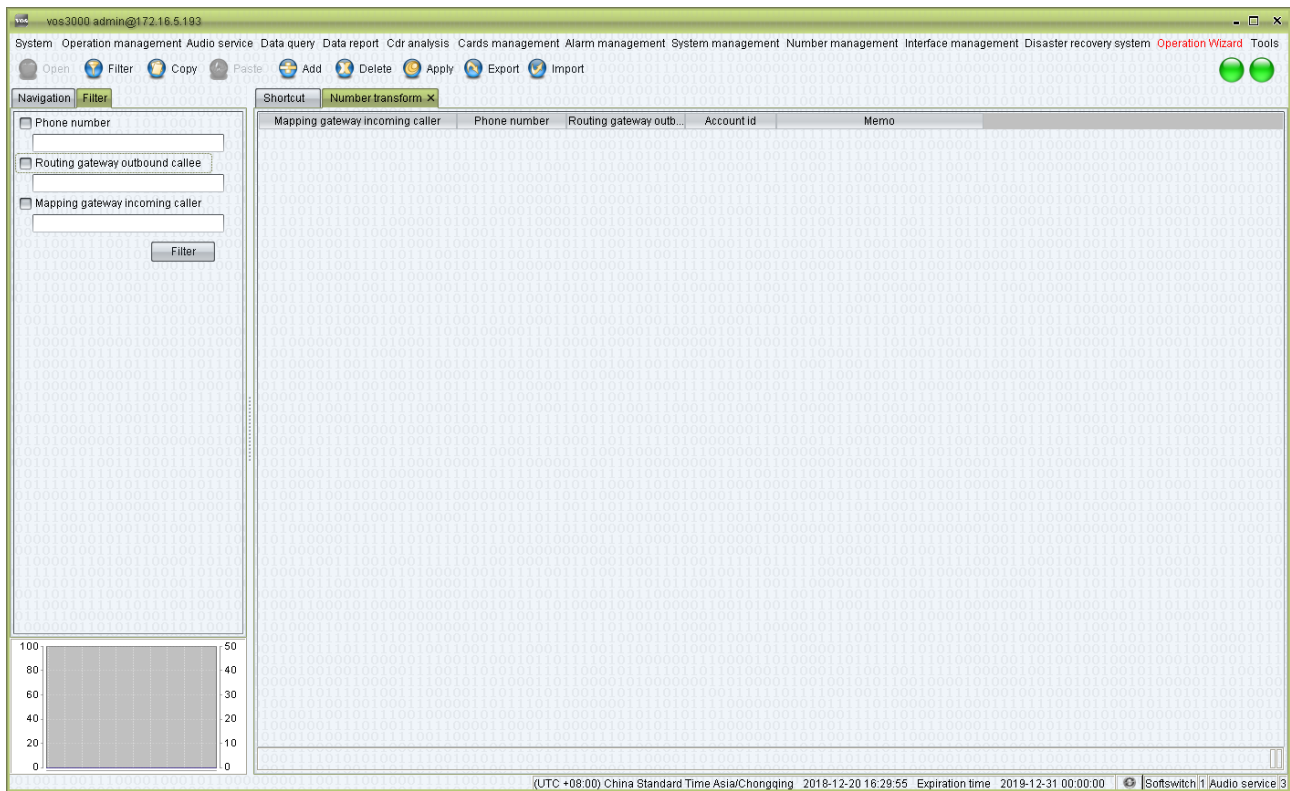 vos vos3000 admin@172.16.5.193
System Operation management Audio service Data query Data report Cdr analysis Cards management Alarm management System management Number management Interface management Disaster recovery system Operation Wizard Tools
Open Filter Copy Paste Add Delete Apply Export Import
Navigation Filter Shortcut Number transform
Mapping gateway incoming caller Phone number Routing gateway outb... Account id Memo
Phone number
Routing gateway outbound callee
Mapping gateway incoming caller
Filter
100 50
80 40
60 30
40 20
20 10
0 0
(UTC +08:00) China Standard Time Asia/Chongqing 2018-12-20 16:29:55 Expiration time 2019-12-31 00:00:00 Softswitch 1 Audio service 3